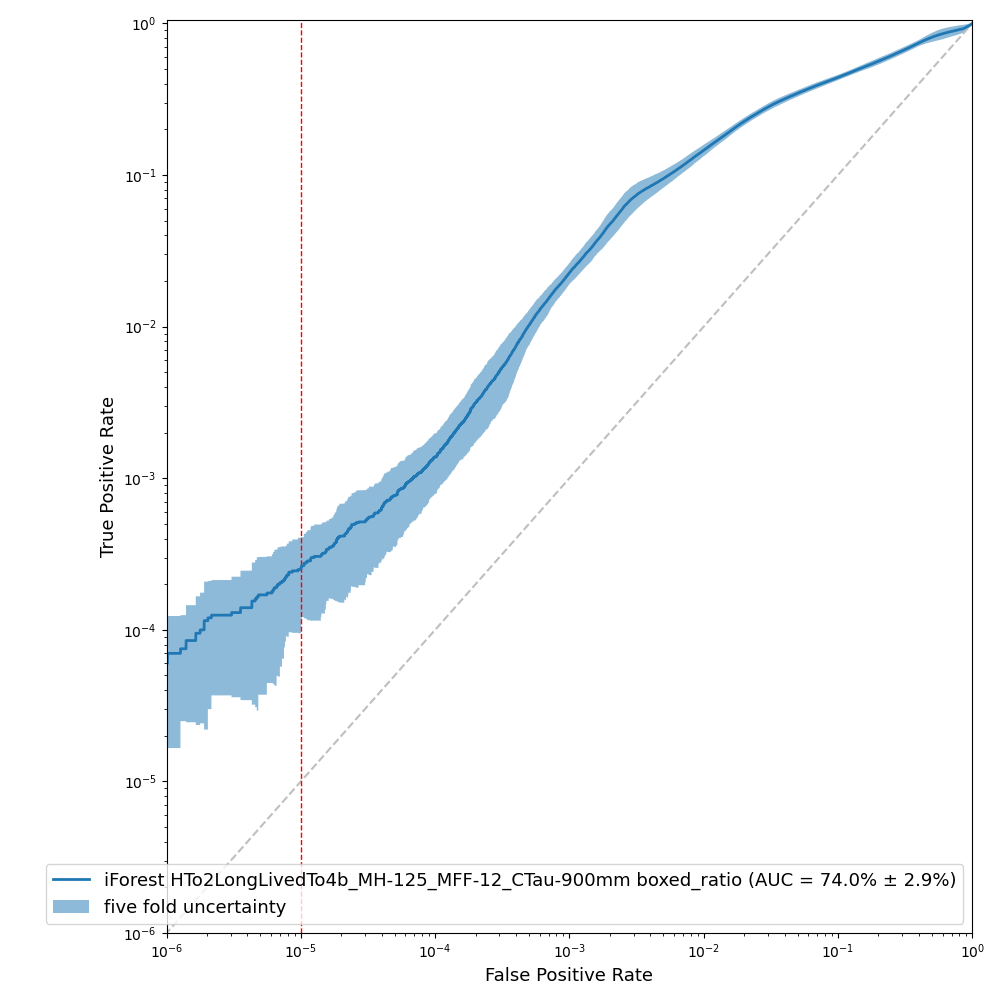 10^0
10^-1
10^-2
10^-3
10^-4
10^-5
10^-6
True Positive Rate
iForest HTo2LongLivedTo4b_MH-125_MFF-12_CTau-900mm boxed_ratio (AUC = 74.0% ± 2.9%)
five fold uncertainty
10^-6 10^-5 10^-4 10^-3 10^-2 10^-1 10^0
False Positive Rate